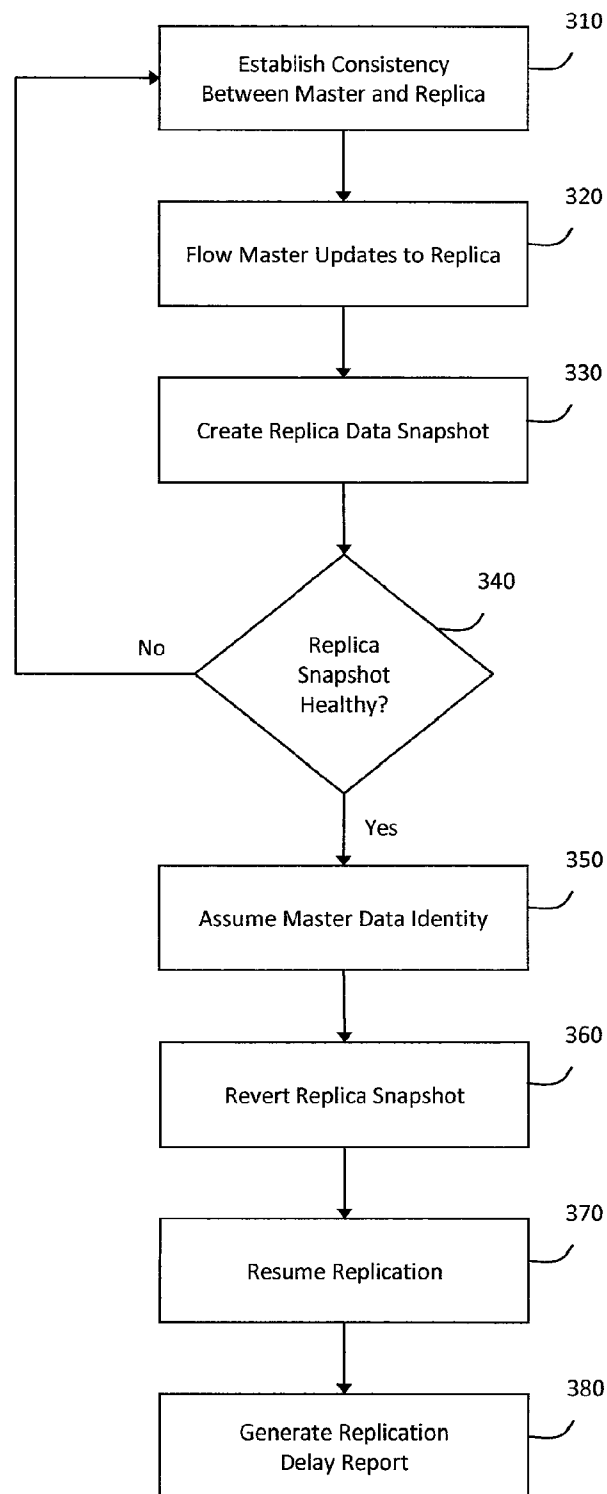 310
Establish Consistency
Between Master and Replica
320
Flow Master Updates to Replica
330
Create Replica Data Snapshot
340
No
Replica
Snapshot
Healthy?
Yes
350
Assume Master Data Identity
360
Revert Replica Snapshot
370
Resume Replication
380
Generate Replication
Delay Report